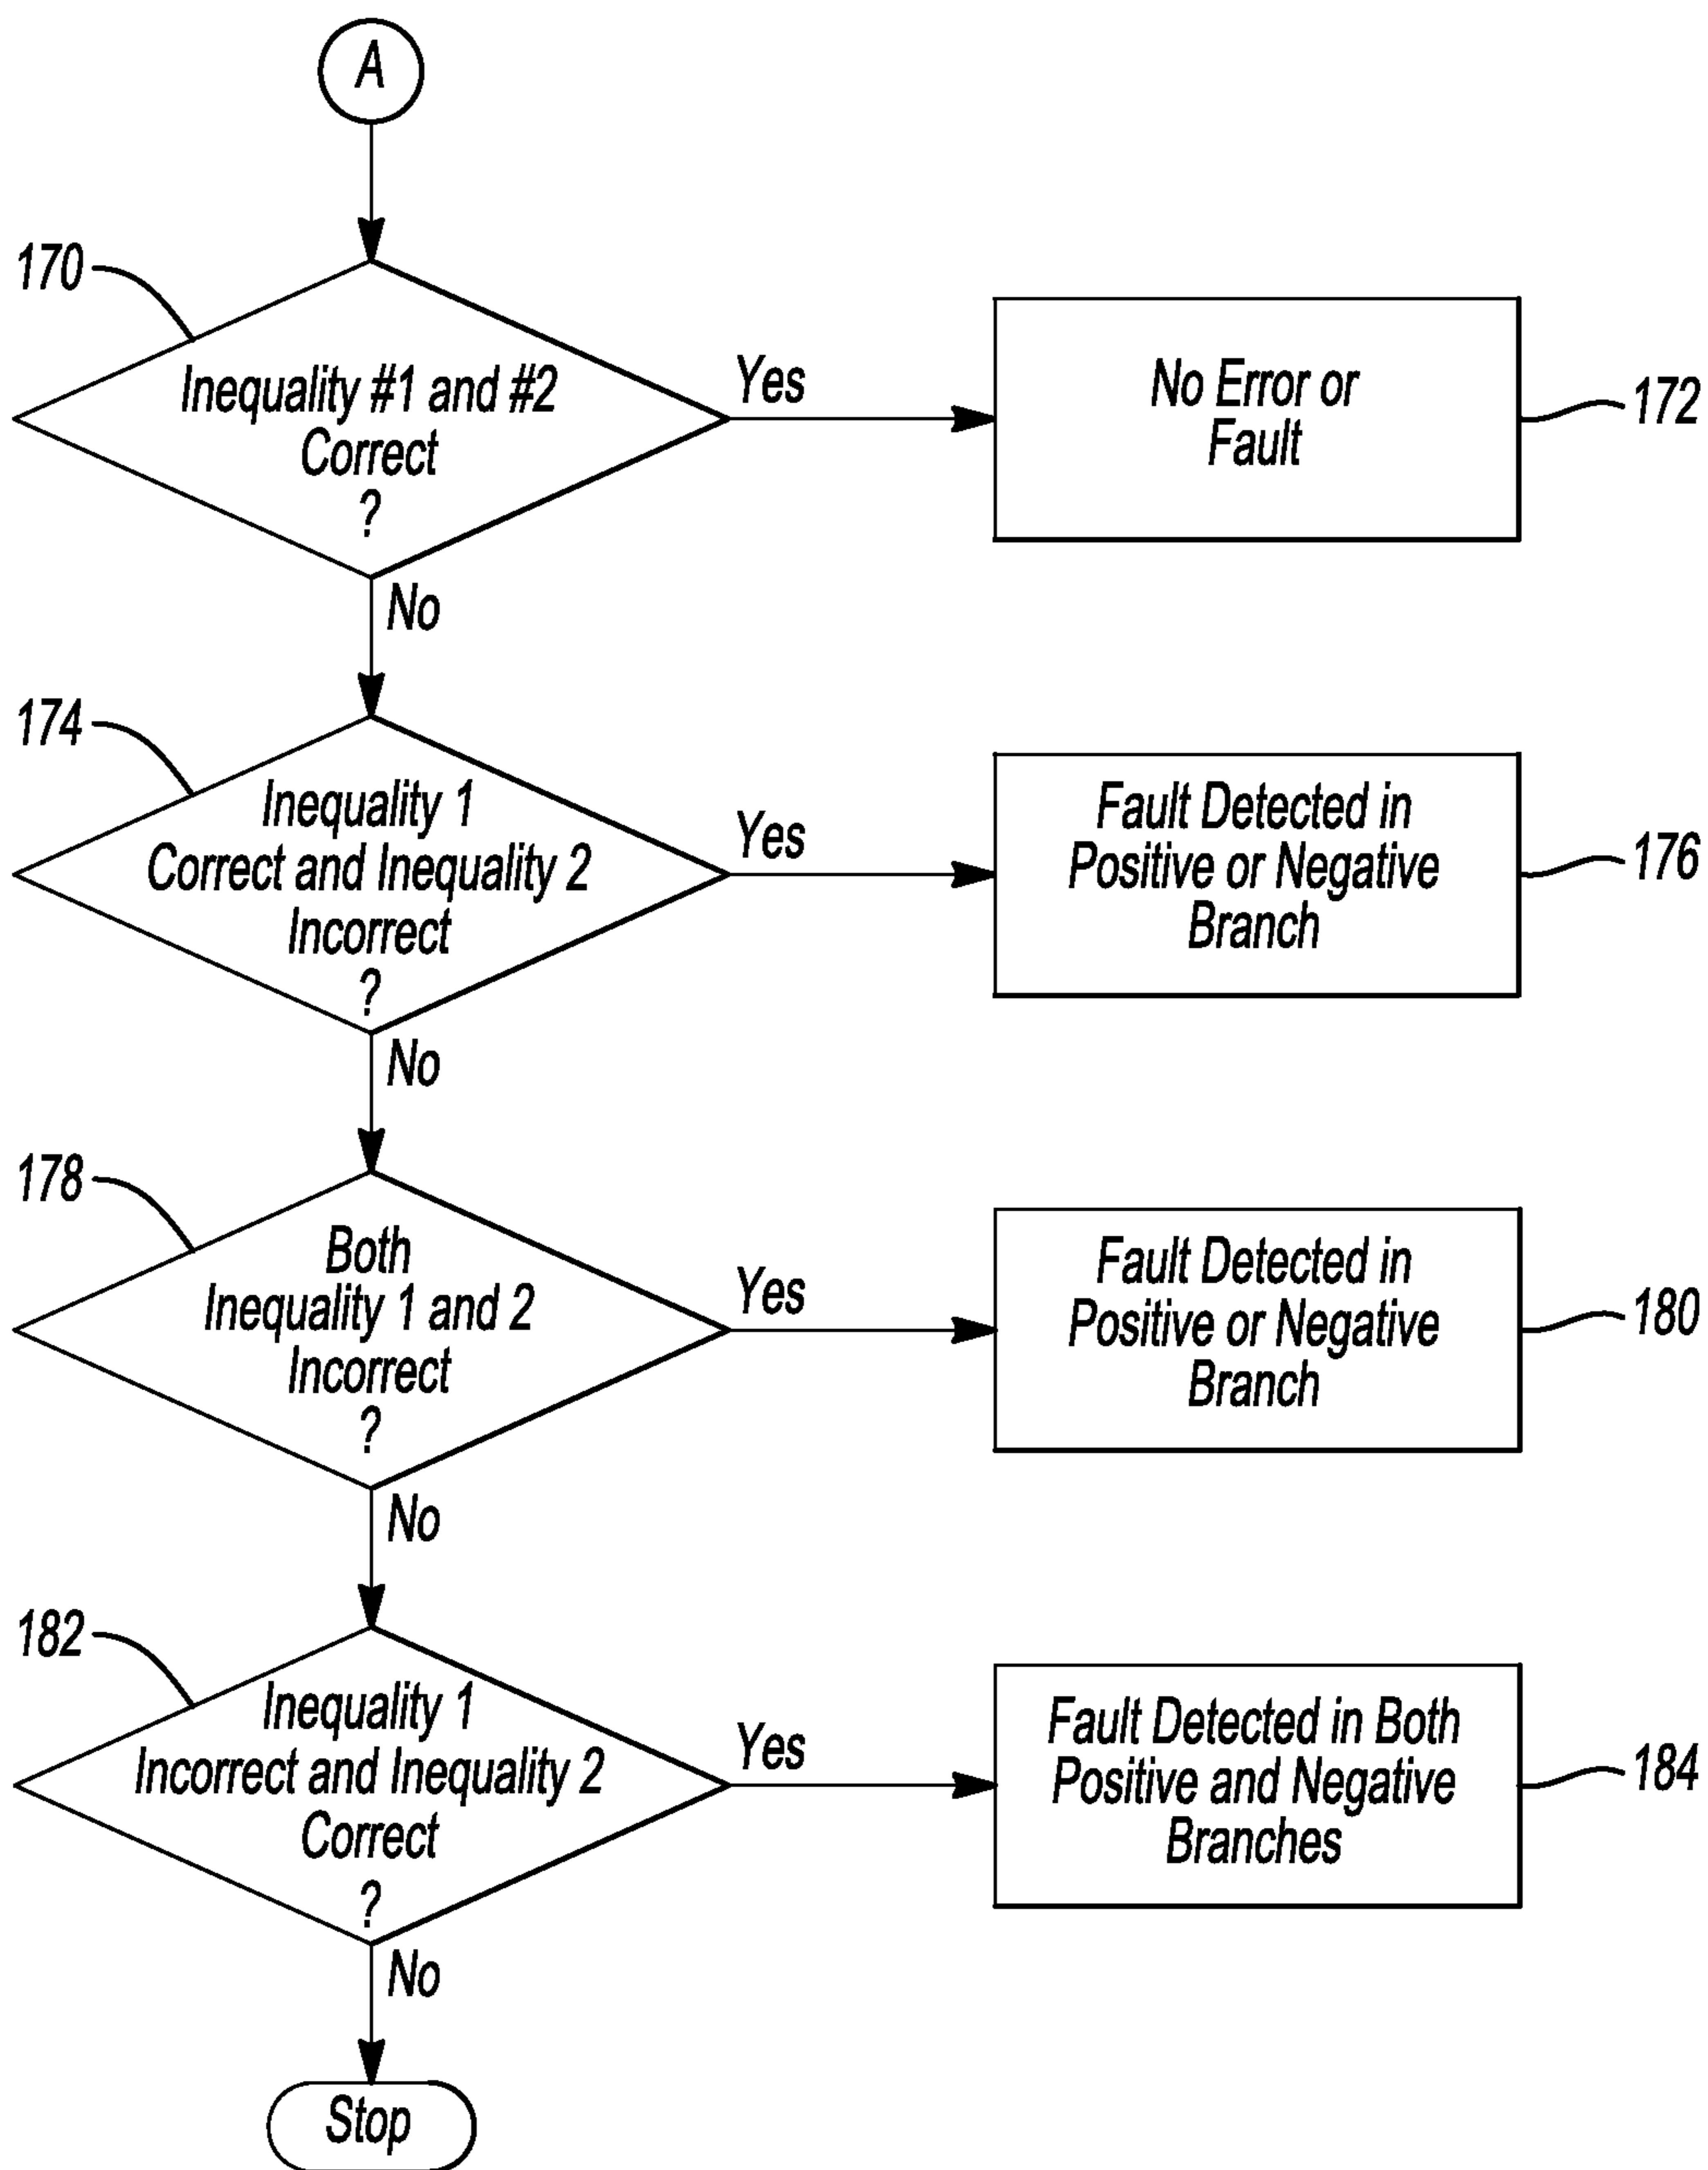 A
170
Inequality #1 and #2
Correct
?
Yes
No Error or
Fault
172
No
174
Inequality 1
Correct and Inequality 2
Incorrect
?
Yes
Fault Detected in
Positive or Negative
Branch
176
No
178
Both
Inequality 1 and 2
Incorrect
?
Yes
Fault Detected in
Positive or Negative
Branch
180
No
182
Inequality 1
Incorrect and Inequality 2
Correct
?
Yes
Fault Detected in Both
Positive and Negative
Branches
184
No
Stop